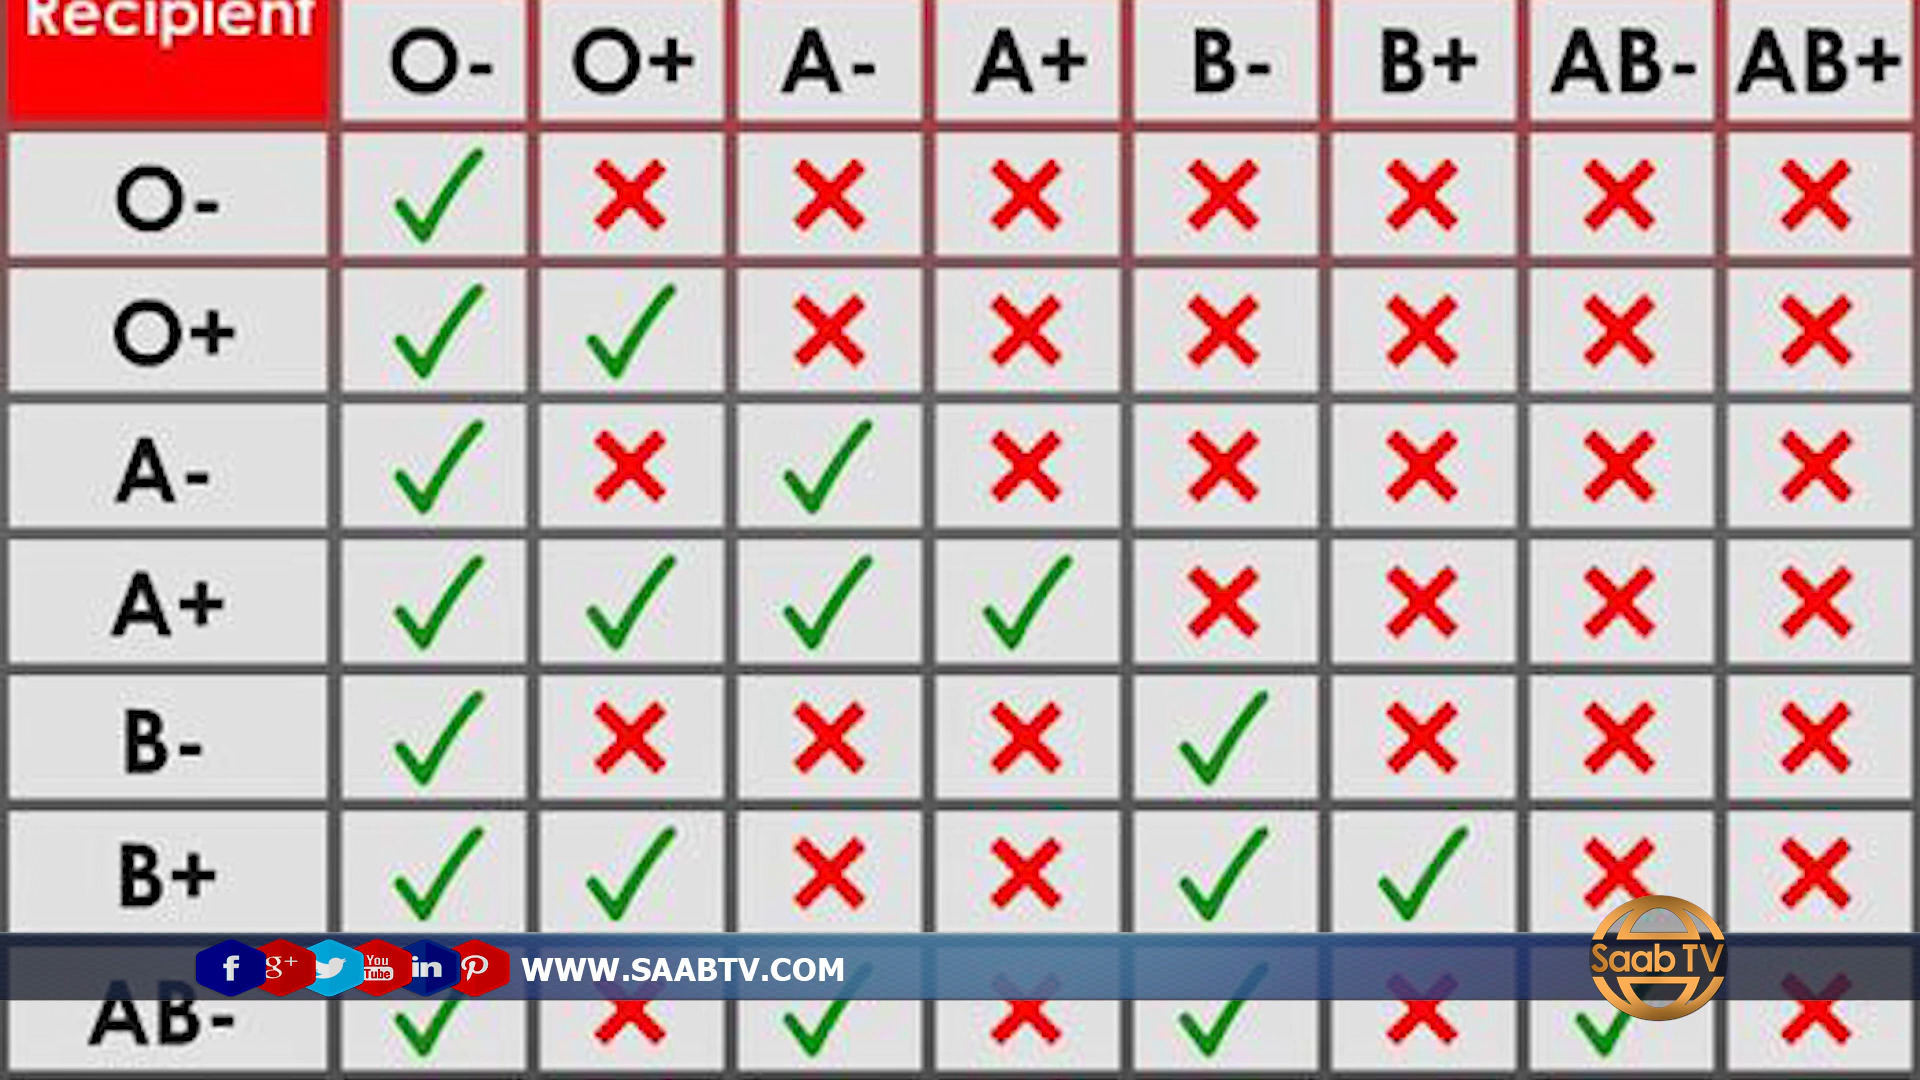 Recipient O- O+ A- A+ B- B+ AB- AB+
O-
O+
A-
A+
B-
B+
f g+ You Tube in WWW.SAABTV.COM Saab TV
AB-